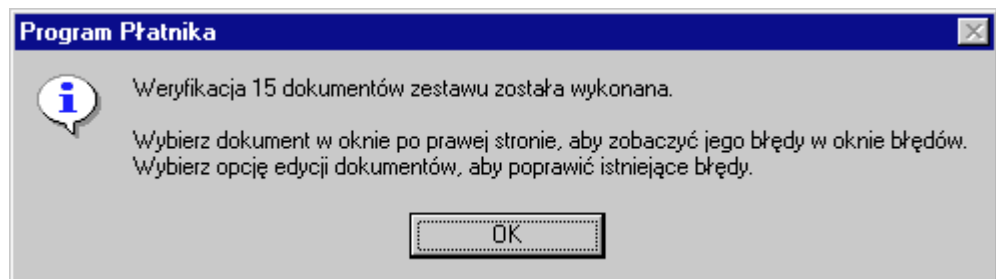 Program Płatnika
Weryfikacja 15 dokumentów zestawu została wykonana.
Wybierz dokument w oknie po prawej stronie, aby zobaczyć jego błędy w oknie błędów.
Wybierz opcję edycji dokumentów, aby poprawić istniejące błędy.
OK